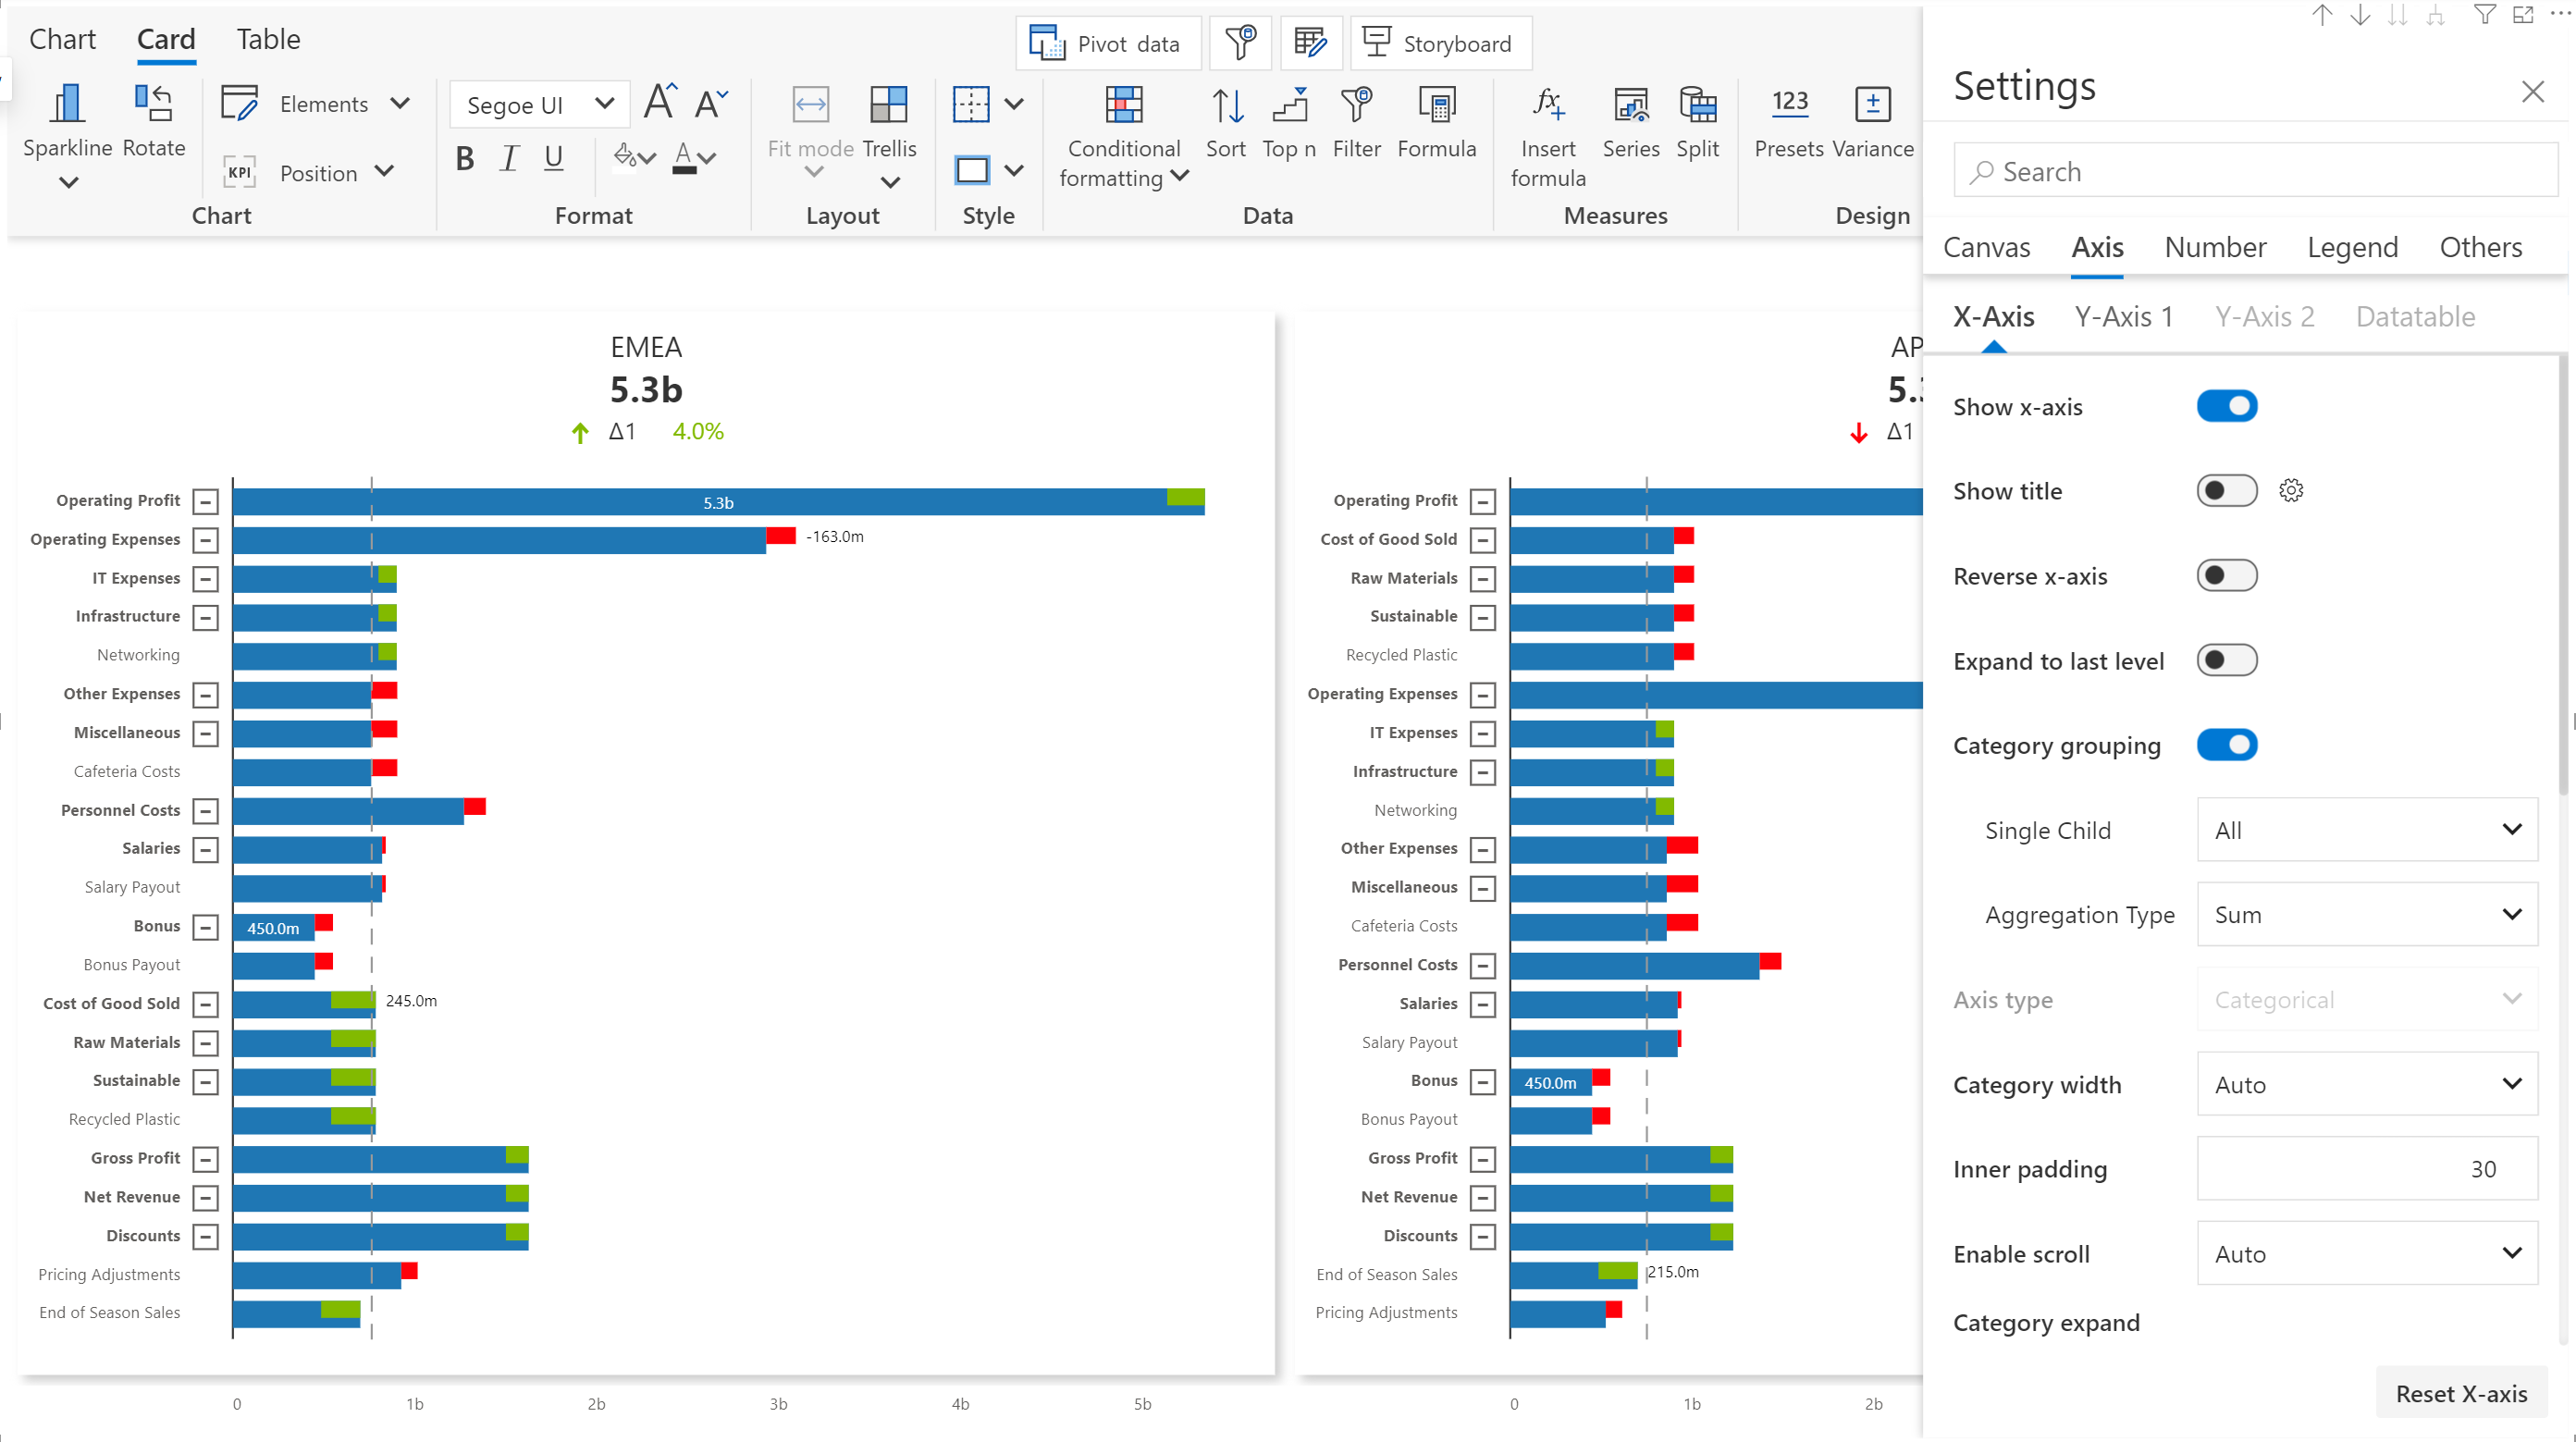 Chart Card Table
Pivot data Storyboard
Sparkline Rotate
Elements
KPI Position
Chart
Segoe UI A A
B I U A
Format
Fit mode Trellis
Layout
Style
Conditional formatting Sort Top n Filter Formula
Data
fx Insert formula Series Split
Measures
123 Presets Variance
Design
EMEA
5.3b
Δ1 4.0%
Operating Profit 5.3b
Operating Expenses -163.0m
IT Expenses
Infrastructure
Networking
Other Expenses
Miscellaneous
Cafeteria Costs
Personnel Costs
Salaries
Salary Payout
Bonus 450.0m
Bonus Payout
Cost of Good Sold 245.0m
Raw Materials
Sustainable
Recycled Plastic
Gross Profit
Net Revenue
Discounts
Pricing Adjustments
End of Season Sales
0 1b 2b 3b 4b 5b
AP
5.
Δ1
Operating Profit
Cost of Good Sold
Raw Materials
Sustainable
Recycled Plastic
Operating Expenses
IT Expenses
Infrastructure
Networking
Other Expenses
Miscellaneous
Cafeteria Costs
Personnel Costs
Salaries
Salary Payout
Bonus 450.0m
Bonus Payout
Gross Profit
Net Revenue
Discounts
End of Season Sales 215.0m
Pricing Adjustments
0 1b 2b
Settings
Search
Canvas Axis Number Legend Others
X-Axis Y-Axis 1 Y-Axis 2 Datatable
Show x-axis
Show title
Reverse x-axis
Expand to last level
Category grouping
Single Child All
Aggregation Type Sum
Axis type Categorical
Category width Auto
Inner padding 30
Enable scroll Auto
Category expand
Reset X-axis